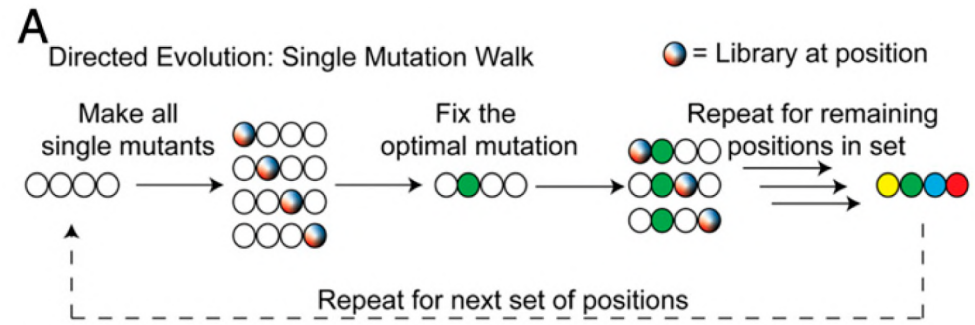 A
Directed Evolution: Single Mutation Walk
= Library at position
Make all
single mutants
Fix the
optimal mutation
Repeat for remaining
positions in set
Repeat for next set of positions